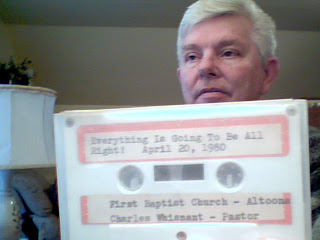 Everything Is Going To Be All
Right!   April 20, 1980
First Baptist Church - Altoona
Charles Whisnant - Pastor